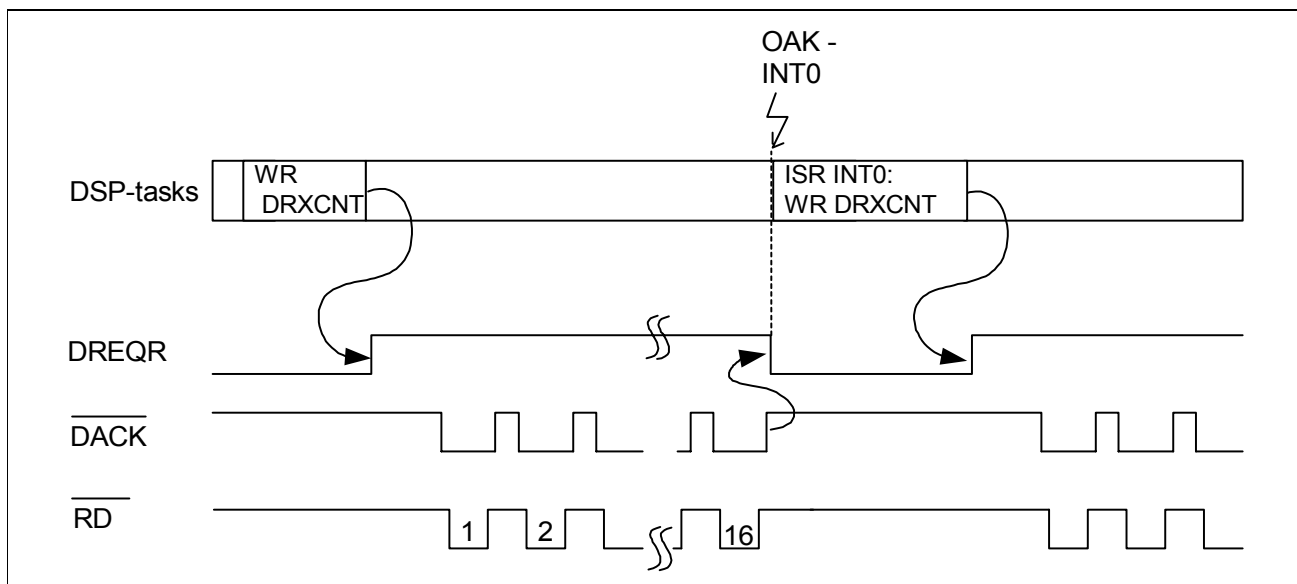 OAK -
INT0
DSP-tasks
WR
DRXCNT
ISR INT0:
WR DRXCNT
DREQR
DACK
RD
1
2
16